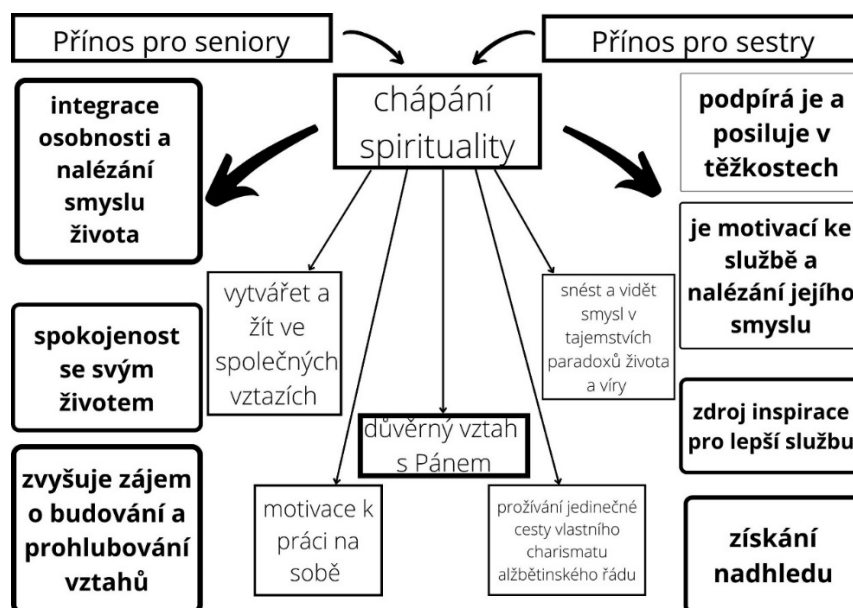 Přínos pro seniory
Přínos pro sestry
chápání
spirituality
integrace
osobnosti a
nalézání
smyslu
života
spokojenost
se svým
životem
zvyšuje zájem
o budování a
prohlubování
vztahů
vytvářet a
žít ve
společných
vztazích
motivace k
práci na
sobě
důvěrný vztah
s Pánem
snést a vidět
smysl v
tajemstvích
paradoxů života
a víry
prožívání jedinečné
cesty vlastního
charismatu
alžbětinského řádu
podpírá je a
posiluje v
těžkostech
je motivací ke
službě a
nalézání jejího
smyslu
zdroj inspirace
pro lepší službu
získání
nadhledu